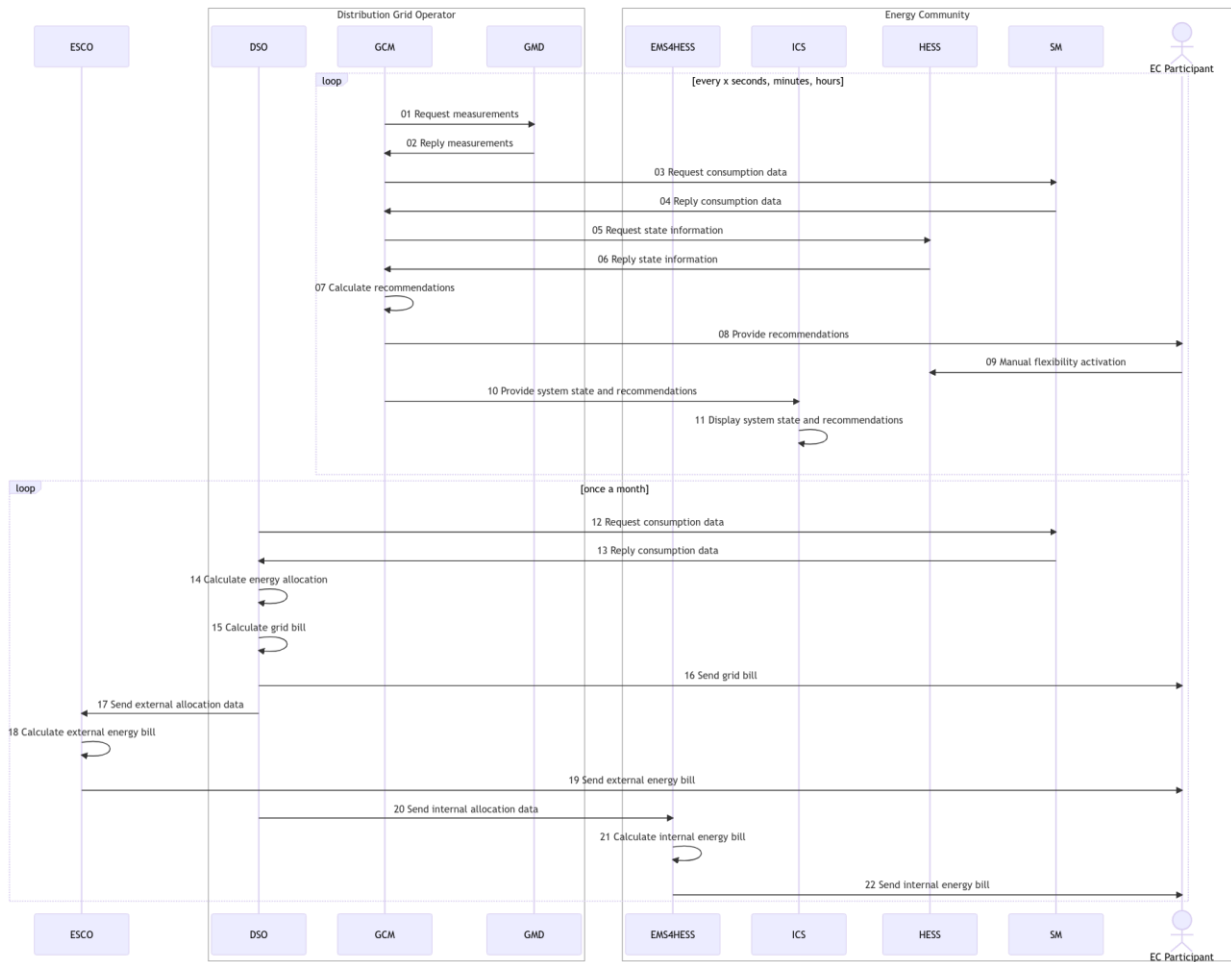 Distribution Grid Operator
Energy Community
ESCO
DSO
GCM
GMD
EMS4HESS
ICS
HESS
SM
EC Participant
loop
[every x seconds, minutes, hours]
01 Request measurements
02 Reply measurements
03 Request consumption data
04 Reply consumption data
05 Request state information
06 Reply state information
07 Calculate recommendations
08 Provide recommendations
09 Manual flexibility activation
10 Provide system state and recommendations
11 Display system state and recommendations
loop
[once a month]
12 Request consumption data
13 Reply consumption data
14 Calculate energy allocation
15 Calculate grid bill
16 Send grid bill
17 Send external allocation data
18 Calculate external energy bill
19 Send external energy bill
20 Send internal allocation data
21 Calculate internal energy bill
22 Send internal energy bill
ESCO
DSO
GCM
GMD
EMS4HESS
ICS
HESS
SM
EC Participant